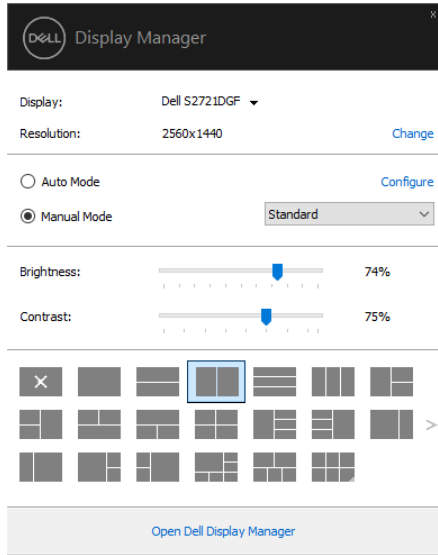 x
DELL Display Manager
Display: Dell S2721DGF
Resolution: 2560x1440 Change
Auto Mode Configure
Manual Mode Standard
Brightness: 74%
Contrast: 75%
Open Dell Display Manager